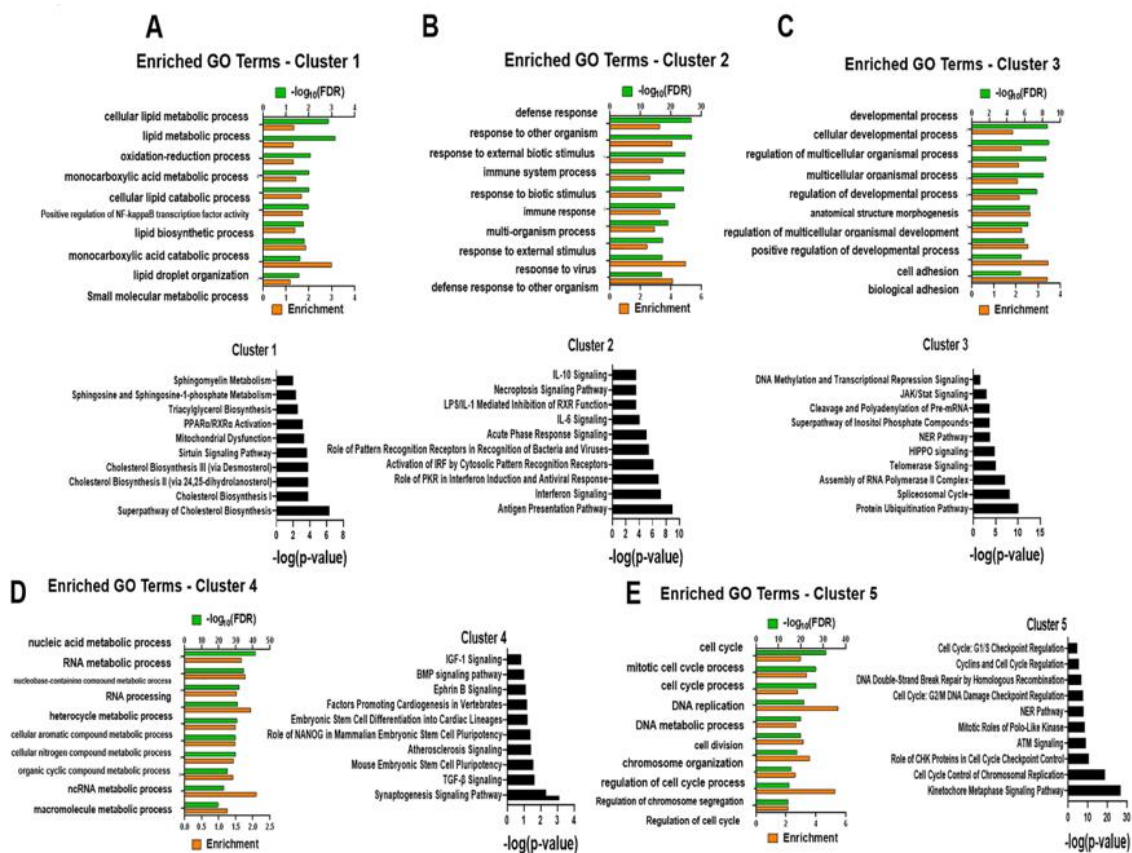 A
Enriched GO Terms - Cluster 1
-log10(FDR)
0 1 2 3 4
cellular lipid metabolic process
lipid metabolic process
oxidation-reduction process
monocarboxylic acid metabolic process
cellular lipid catabolic process
Positive regulation of NF-kappaB transcription factor activity
lipid biosynthetic process
monocarboxylic acid catabolic process
lipid droplet organization
Small molecular metabolic process
0 1 2 3 4
Enrichment
Cluster 1
Sphingomyelin Metabolism
Sphingosine and Sphingosine-1-phosphate Metabolism
Triacylglycerol Biosynthesis
PPARα/RXRα Activation
Mitochondrial Dysfunction
Sirtuin Signaling Pathway
Cholesterol Biosynthesis III (via Desmosterol)
Cholesterol Biosynthesis II (via 24,25-dihydrolanosterol)
Cholesterol Biosynthesis I
Superpathway of Cholesterol Biosynthesis
0 2 4 6 8
-log(p-value)
B
Enriched GO Terms - Cluster 2
-log10(FDR)
0 10 20 30
defense response
response to other organism
response to external biotic stimulus
immune system process
response to biotic stimulus
immune response
multi-organism process
response to external stimulus
response to virus
defense response to other organism
0 2 4 6
Enrichment
Cluster 2
IL-10 Signaling
Necroptosis Signaling Pathway
LPS/IL-1 Mediated Inhibition of RXR Function
IL-6 Signaling
Acute Phase Response Signaling
Role of Pattern Recognition Receptors in Recognition of Bacteria and Viruses
Activation of IRF by Cytosolic Pattern Recognition Receptors
Role of PKR in Interferon Induction and Antiviral Response
Interferon Signaling
Antigen Presentation Pathway
0 2 4 6 8 10
-log(p-value)
C
Enriched GO Terms - Cluster 3
-log10(FDR)
0 2 4 6 8 10
developmental process
cellular developmental process
regulation of multicellular organismal process
multicellular organismal process
regulation of developmental process
anatomical structure morphogenesis
regulation of multicellular organismal development
positive regulation of developmental process
cell adhesion
biological adhesion
0 1 2 3 4
Enrichment
Cluster 3
DNA Methylation and Transcriptional Repression Signaling
JAK/Stat Signaling
Cleavage and Polyadenylation of Pre-mRNA
Superpathway of Inositol Phosphate Compounds
NER Pathway
HIPPO signaling
Telomerase Signaling
Assembly of RNA Polymerase II Complex
Spliceosomal Cycle
Protein Ubiquitination Pathway
0 5 10 15
-log(p-value)
D
Enriched GO Terms - Cluster 4
-log10(FDR)
0 10 20 30 40 50
nucleic acid metabolic process
RNA metabolic process
nucleobase-containing compound metabolic process
RNA processing
heterocycle metabolic process
cellular aromatic compound metabolic process
cellular nitrogen compound metabolic process
organic cyclic compound metabolic process
ncRNA metabolic process
macromolecule metabolic process
0.0 0.5 1.0 1.5 2.0 2.5
Enrichment
Cluster 4
IGF-1 Signaling
BMP signaling pathway
Ephrin B Signaling
Factors Promoting Cardiogenesis in Vertebrates
Embryonic Stem Cell Differentiation into Cardiac Lineages
Role of NANOG in Mammalian Embryonic Stem Cell Pluripotency
Atherosclerosis Signaling
Mouse Embryonic Stem Cell Pluripotency
TGF-β Signaling
Synaptogenesis Signaling Pathway
0 1 2 3 4
-log(p-value)
E
Enriched GO Terms - Cluster 5
-log10(FDR)
0 10 20 30 40
cell cycle
mitotic cell cycle process
cell cycle process
DNA replication
DNA metabolic process
cell division
chromosome organization
regulation of cell cycle process
Regulation of chromosome segregation
Regulation of cell cycle
0 2 4 6
Enrichment
Cluster 5
Cell Cycle: G1/S Checkpoint Regulation
Cyclins and Cell Cycle Regulation
DNA Double-Strand Break Repair by Homologous Recombination
Cell Cycle: G2/M DNA Damage Checkpoint Regulation
NER Pathway
Mitotic Roles of Polo-Like Kinase
ATM Signaling
Role of CHK Proteins in Cell Cycle Checkpoint Control
Cell Cycle Control of Chromosomal Replication
Kinetochore Metaphase Signaling Pathway
0 10 20 30
-log(p-value)